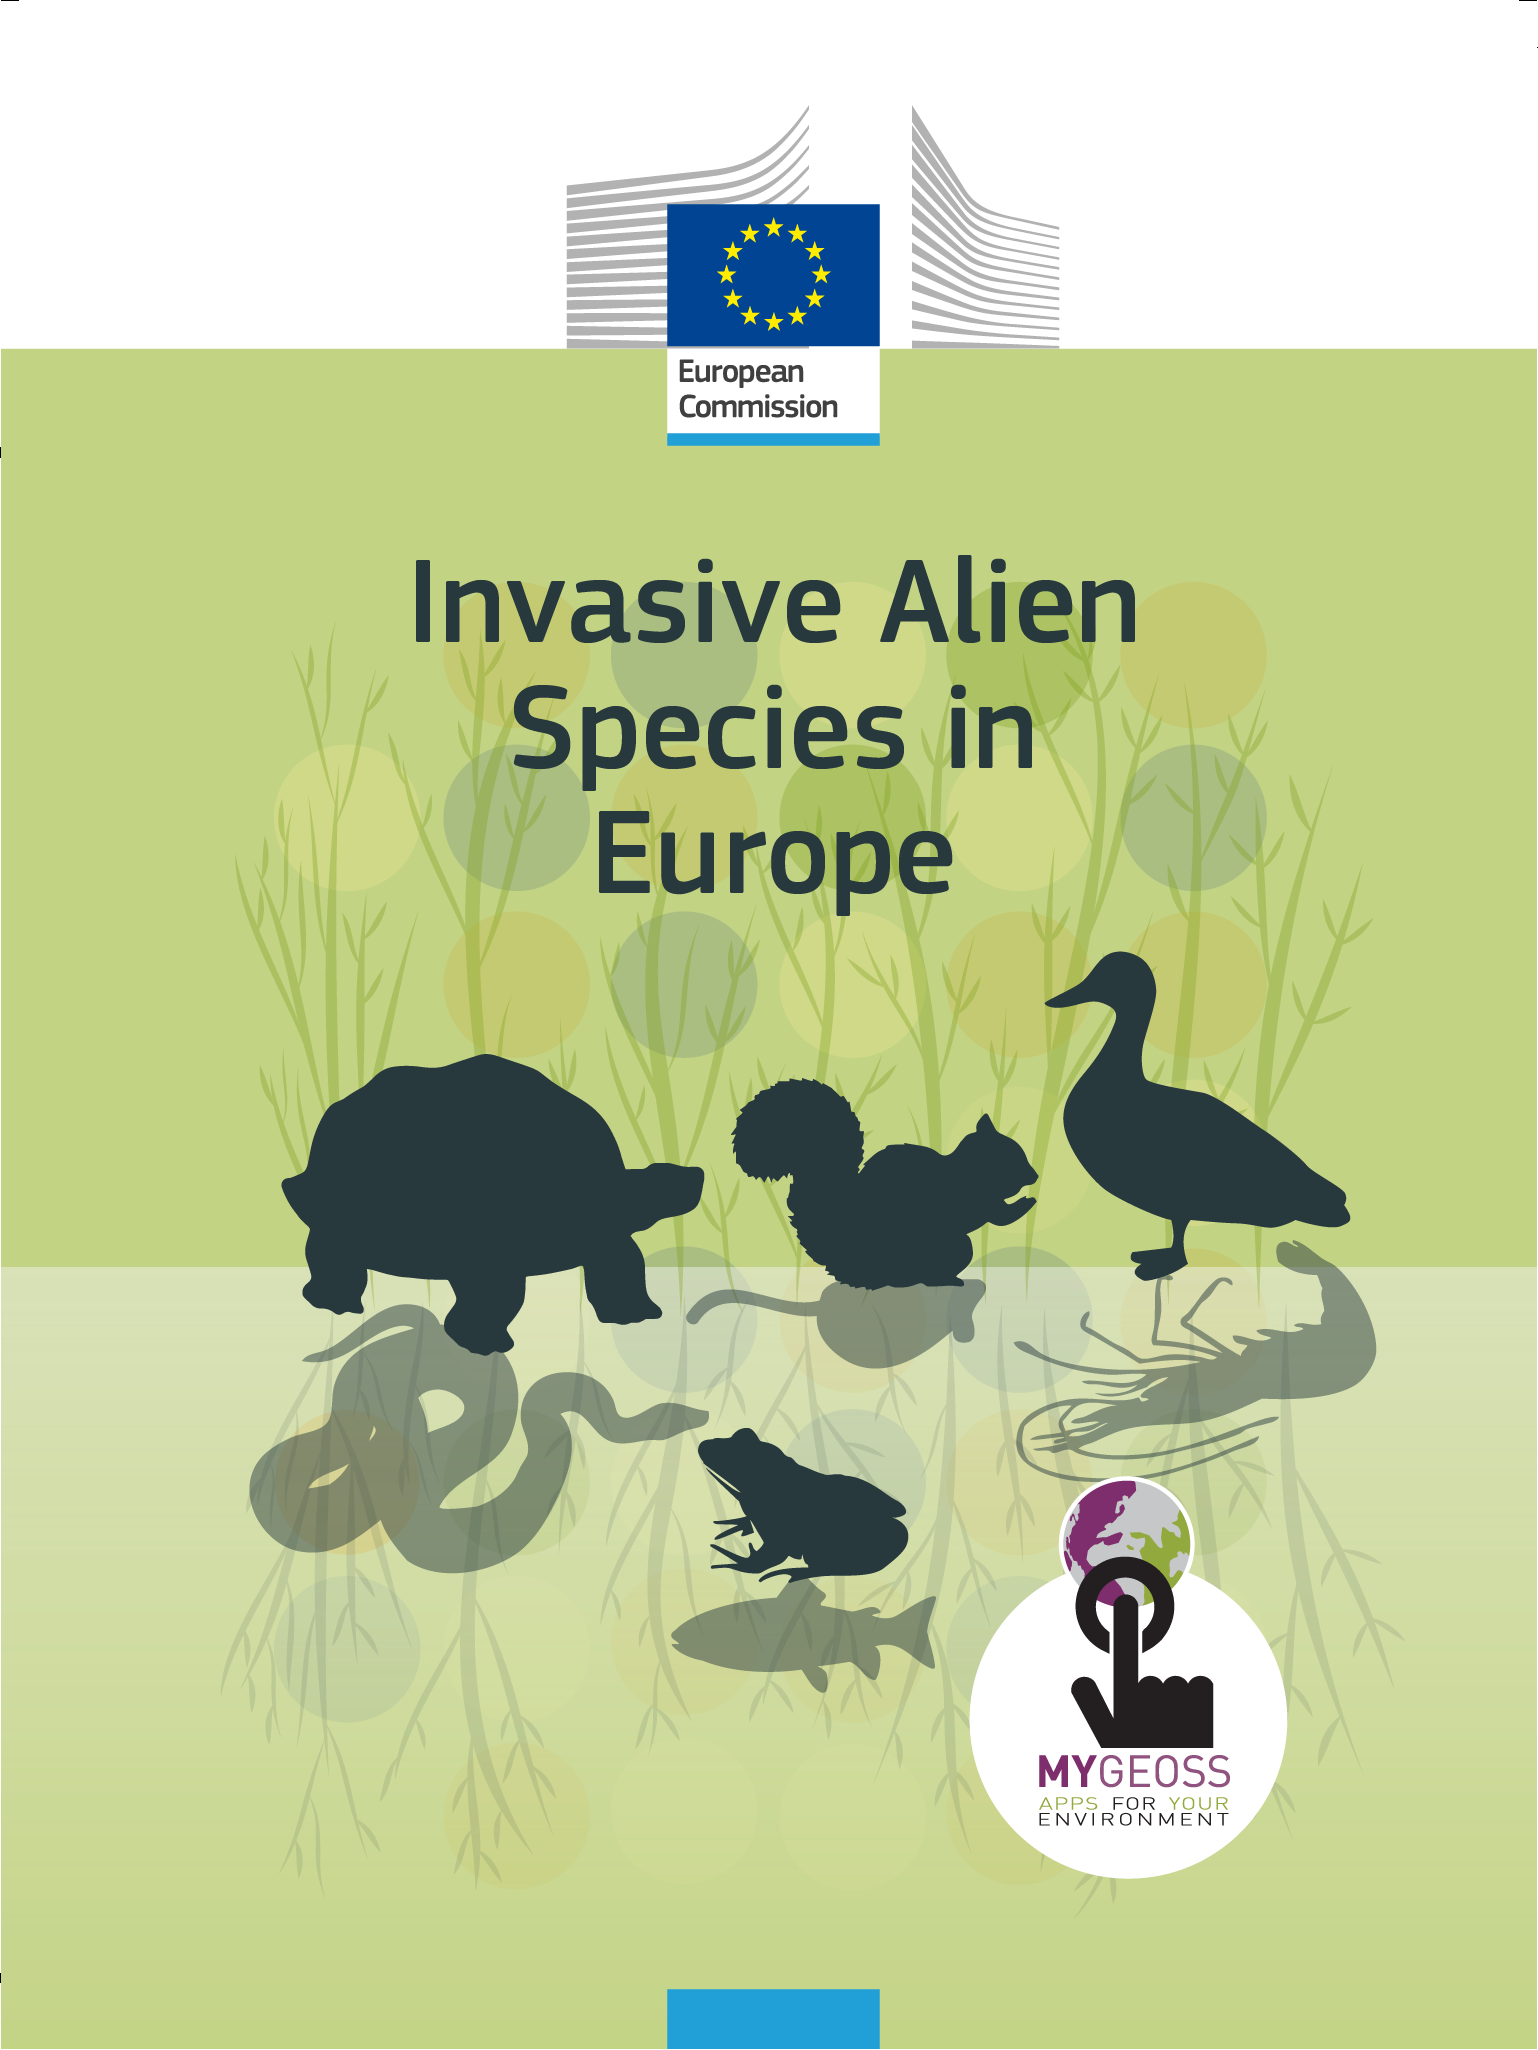 European
Commission
Invasive Alien
Species in
Europe
MYGEOSS
APPS FOR YOUR
ENVIRONMENT